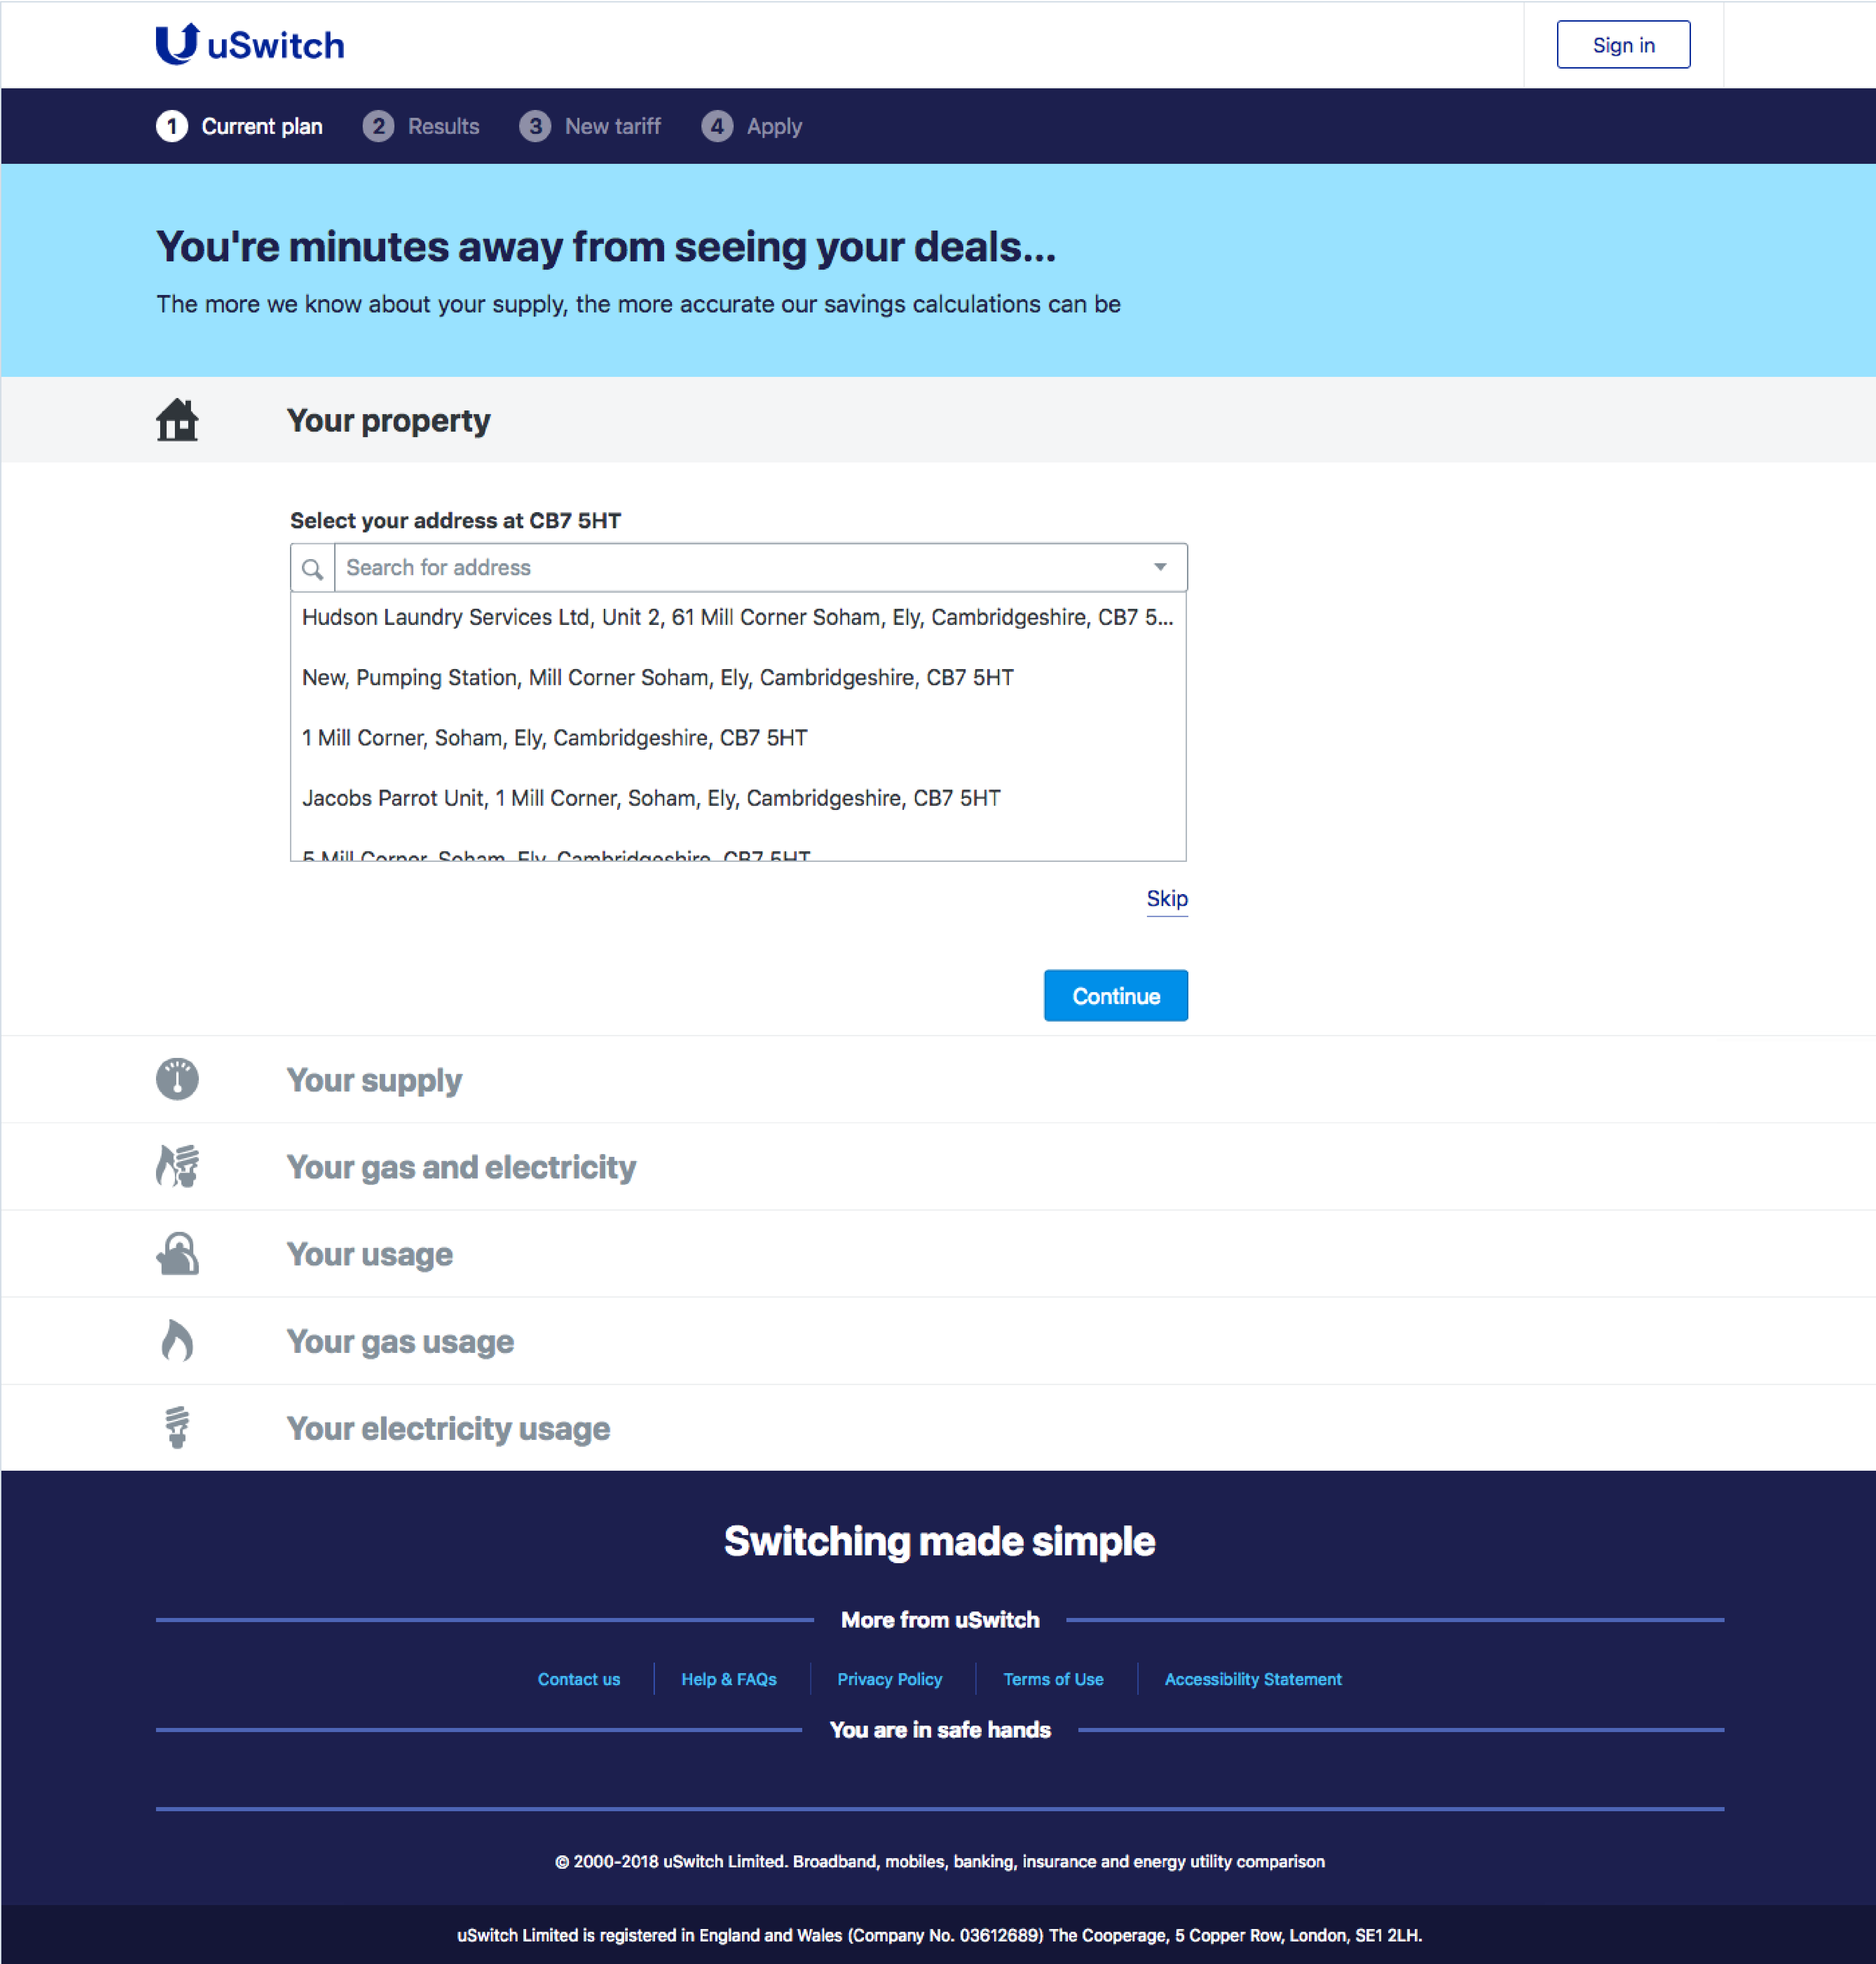 uSwitch
Sign in
1 Current plan 2 Results 3 New tariff 4 Apply
You're minutes away from seeing your deals...
The more we know about your supply, the more accurate our savings calculations can be
Your property
Select your address at CB7 5HT
Search for address
Hudson Laundry Services Ltd, Unit 2, 61 Mill Corner Soham, Ely, Cambridgeshire, CB7 5...
New, Pumping Station, Mill Corner Soham, Ely, Cambridgeshire, CB7 5HT
1 Mill Corner, Soham, Ely, Cambridgeshire, CB7 5HT
Jacobs Parrot Unit, 1 Mill Corner, Soham, Ely, Cambridgeshire, CB7 5HT
5 Mill Corner, Soham, Ely, Cambridgeshire, CB7 5HT
Skip
Continue
Your supply
Your gas and electricity
Your usage
Your gas usage
Your electricity usage
Switching made simple
More from uSwitch
Contact us Help & FAQs Privacy Policy Terms of Use Accessibility Statement
You are in safe hands
© 2000-2018 uSwitch Limited. Broadband, mobiles, banking, insurance and energy utility comparison
uSwitch Limited is registered in England and Wales (Company No. 03612689) The Cooperage, 5 Copper Row, London, SE1 2LH.